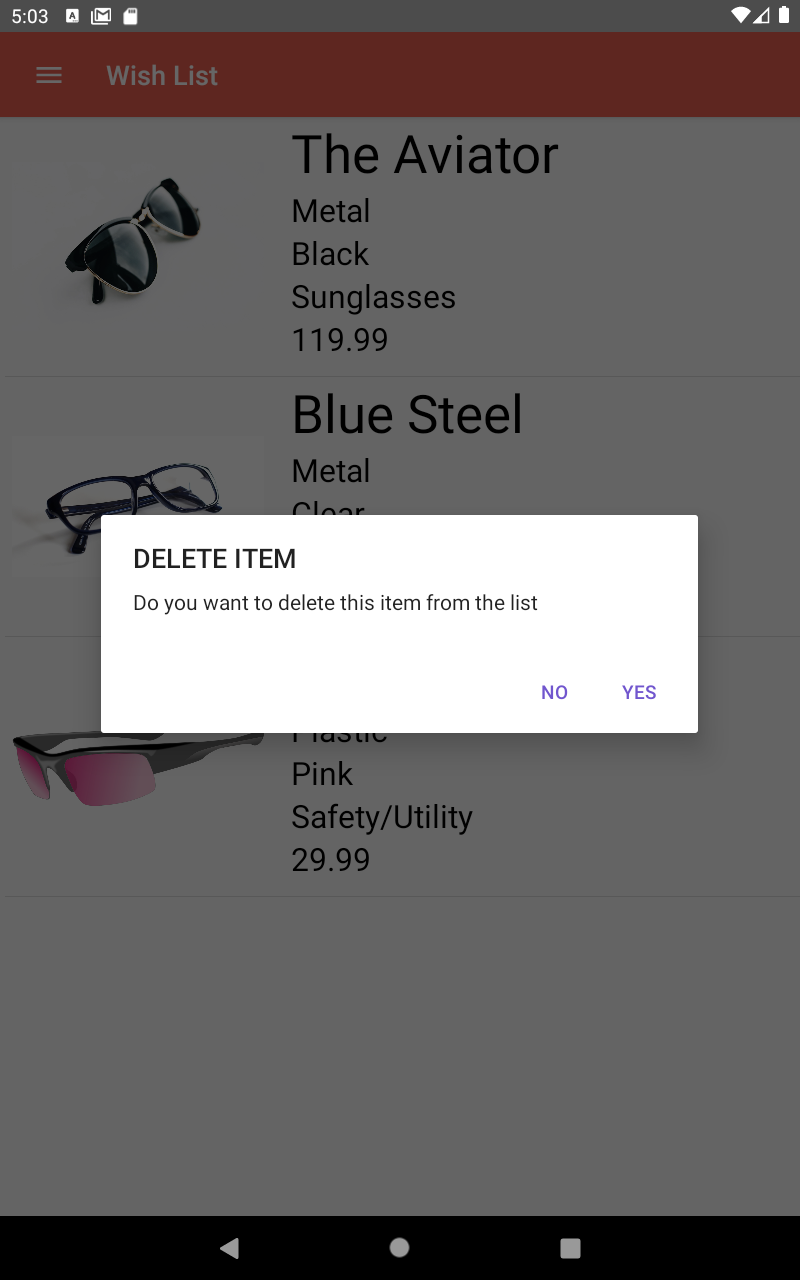 5:03
Wish List
The Aviator
Metal
Black
Sunglasses
119.99
Blue Steel
Metal
Clear
DELETE ITEM
Do you want to delete this item from the list
NO YES
Plastic
Pink
Safety/Utility
29.99